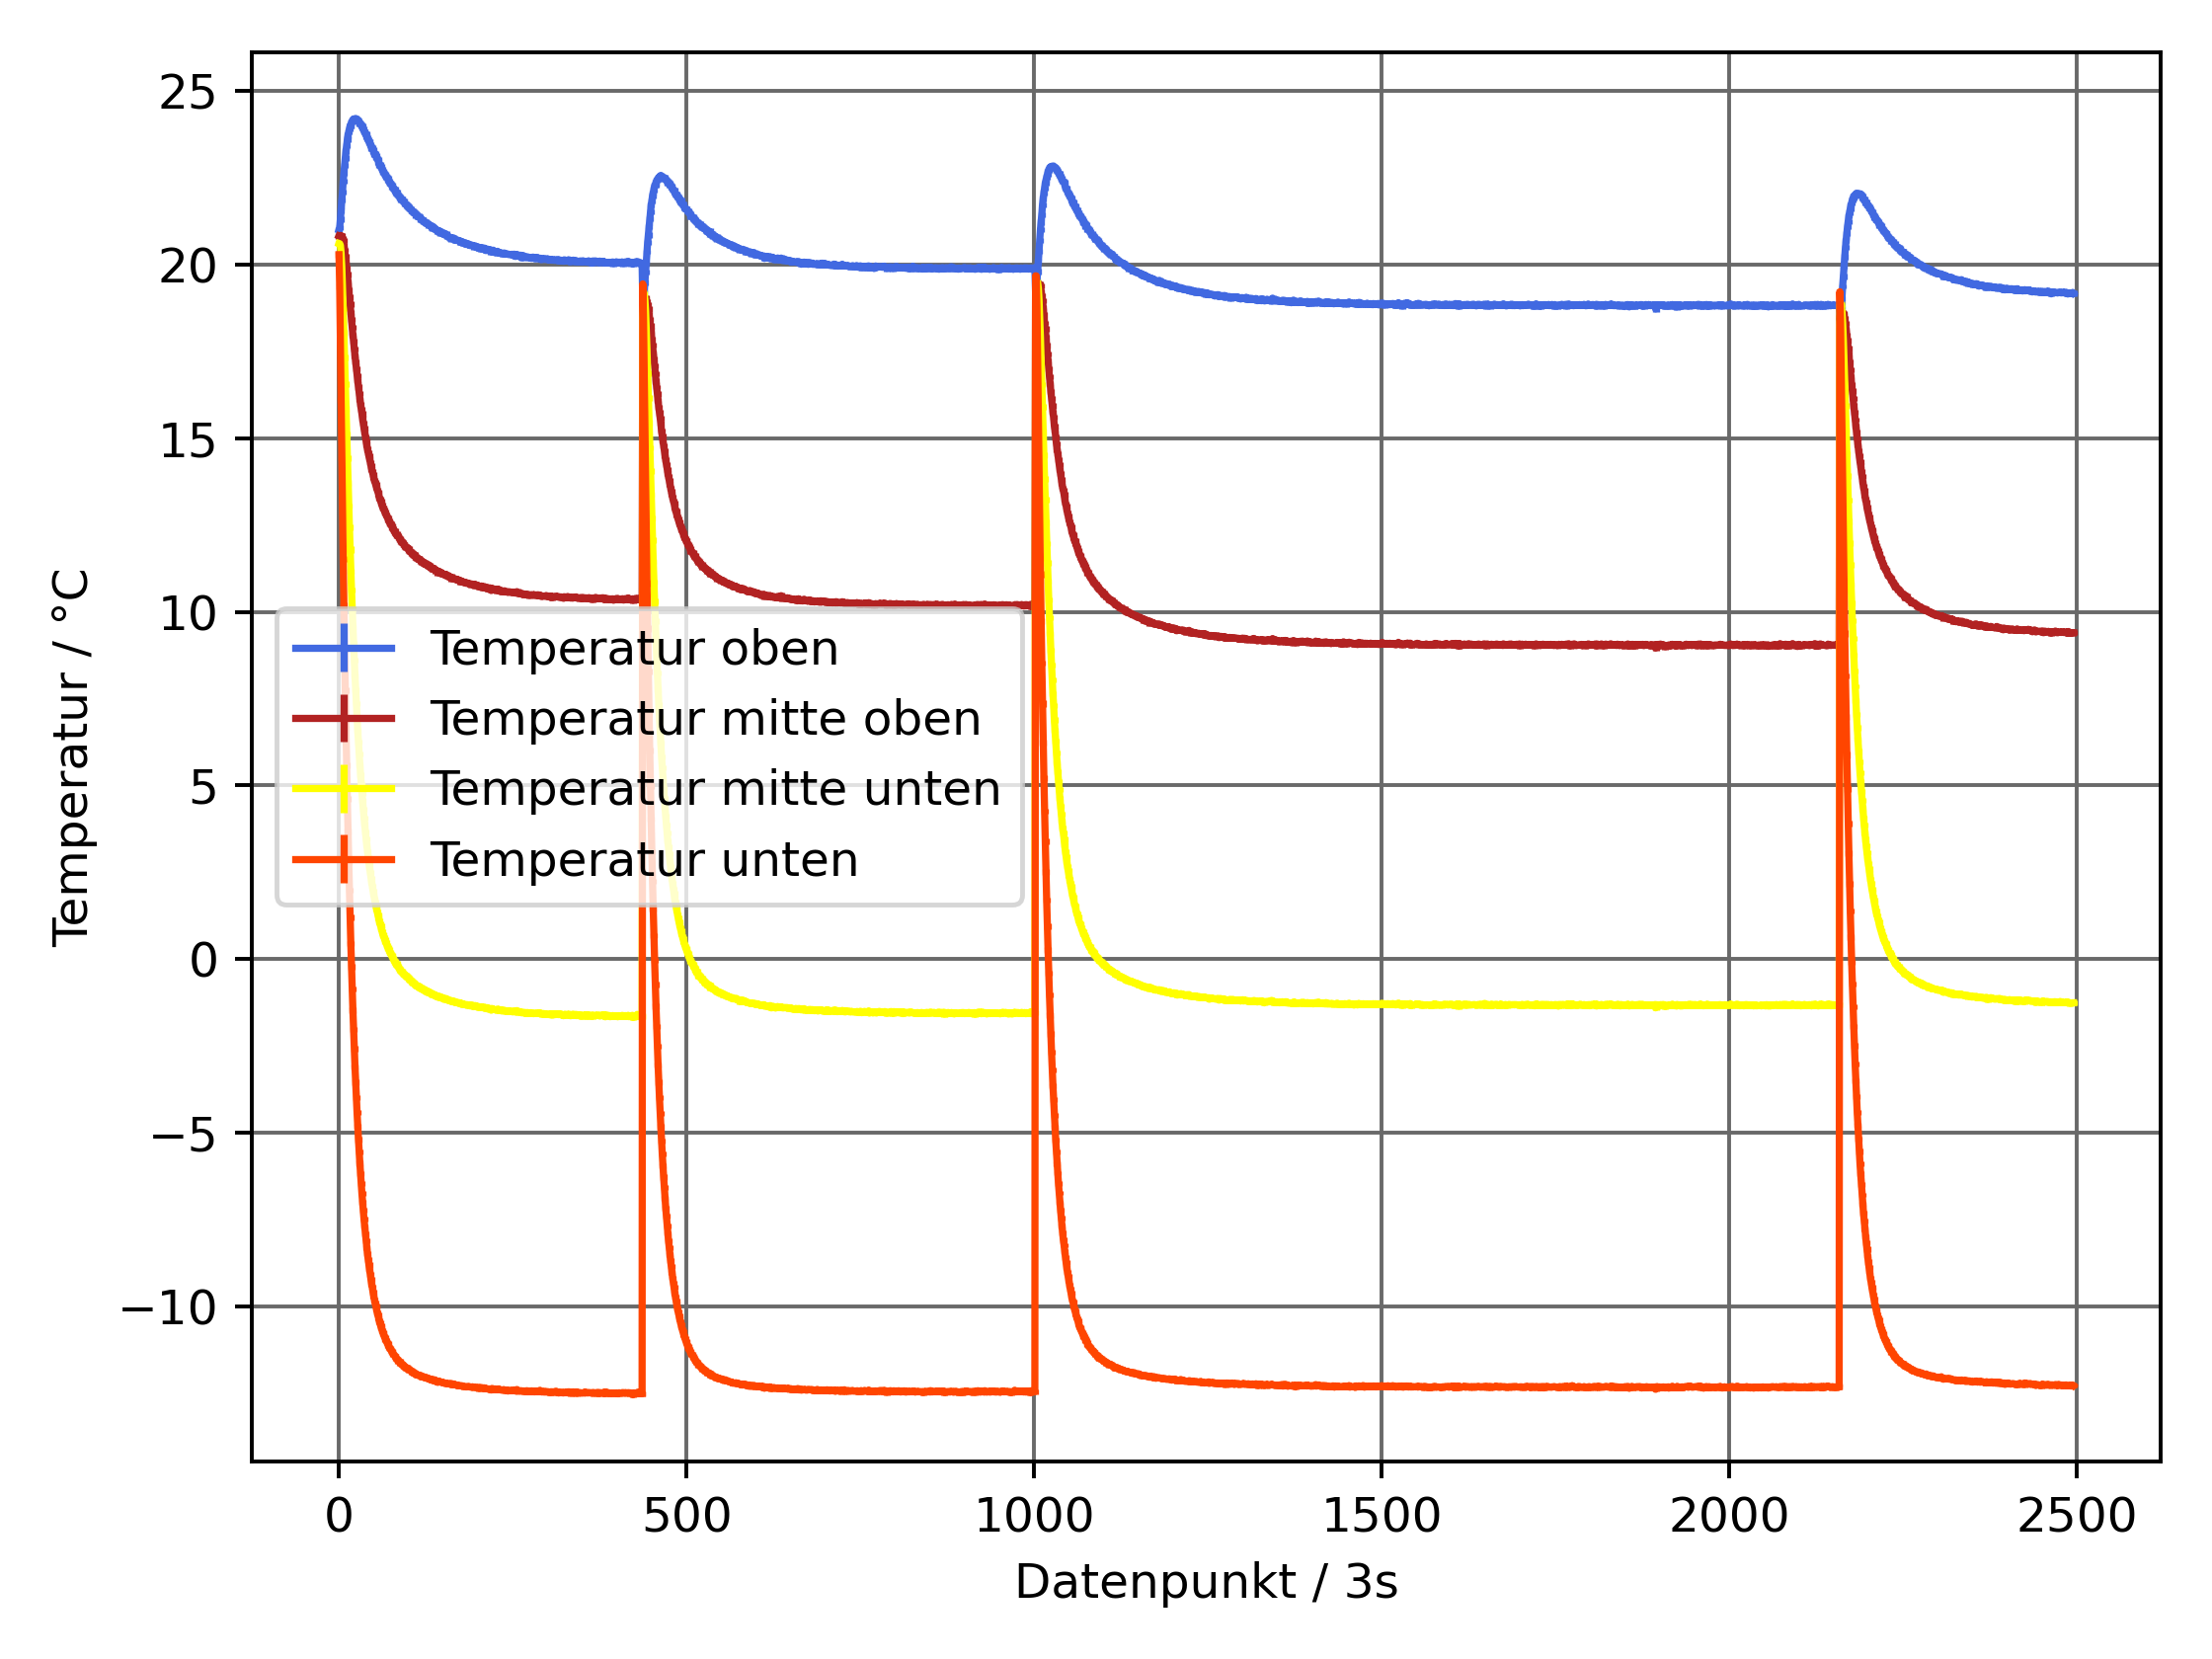 25
20
15
10
5
0
−5
−10
Temperatur / °C
Temperatur oben
Temperatur mitte oben
Temperatur mitte unten
Temperatur unten
0 500 1000 1500 2000 2500
Datenpunkt / 3s